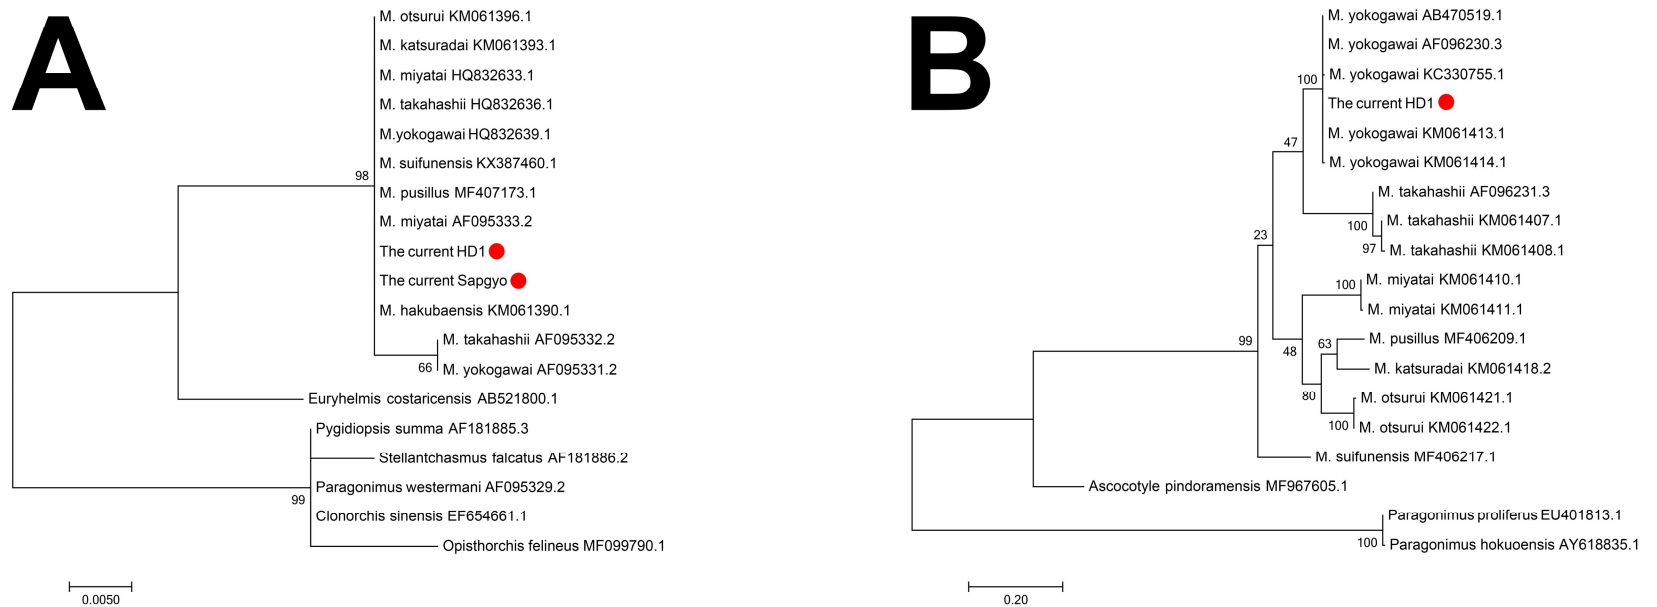 A
M. otsurui KM061396.1
M. katsuradai KM061393.1
M. miyatai HQ832633.1
M. takahashii HQ832636.1
M.yokogawai HQ832639.1
M. suifunensis KX387460.1
98
M. pusillus MF407173.1
M. miyatai AF095333.2
The current HD1
The current Sapgyo
M. hakubaensis KM061390.1
M. takahashii AF095332.2
66
M. yokogawai AF095331.2
Euryhelmis costaricensis AB521800.1
Pygidiopsis summa AF181885.3
Stellantchasmus falcatus AF181886.2
Paragonimus westermani AF095329.2
99
Clonorchis sinensis EF654661.1
Opisthorchis felineus MF099790.1
0.0050
B
M. yokogawai AB470519.1
M. yokogawai AF096230.3
M. yokogawai KC330755.1
100
The current HD1
M. yokogawai KM061413.1
47
M. yokogawai KM061414.1
M. takahashii AF096231.3
M. takahashii KM061407.1
100
97
M. takahashii KM061408.1
23
M. miyatai KM061410.1
100
M. miyatai KM061411.1
M. pusillus MF406209.1
99
48
63
M. katsuradai KM061418.2
80
M. otsurui KM061421.1
100
M. otsurui KM061422.1
M. suifunensis MF406217.1
Ascocotyle pindoramensis MF967605.1
Paragonimus proliferus EU401813.1
100
Paragonimus hokuoensis AY618835.1
0.20